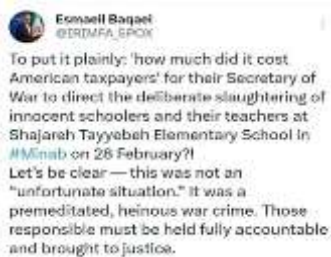 Esmaeil Baqaei
@IRIMFA_SPOX
To put it plainly: 'how much did it cost
American taxpayers' for their Secretary of
War to direct the deliberate slaughtering of
innocent schoolers and their teachers at
Shajareh Tayyebeh Elementary School in
#Minab on 28 February?!
Let's be clear — this was not an
"unfortunate situation." It was a
premeditated, heinous war crime. Those
responsible must be held fully accountable
and brought to justice.